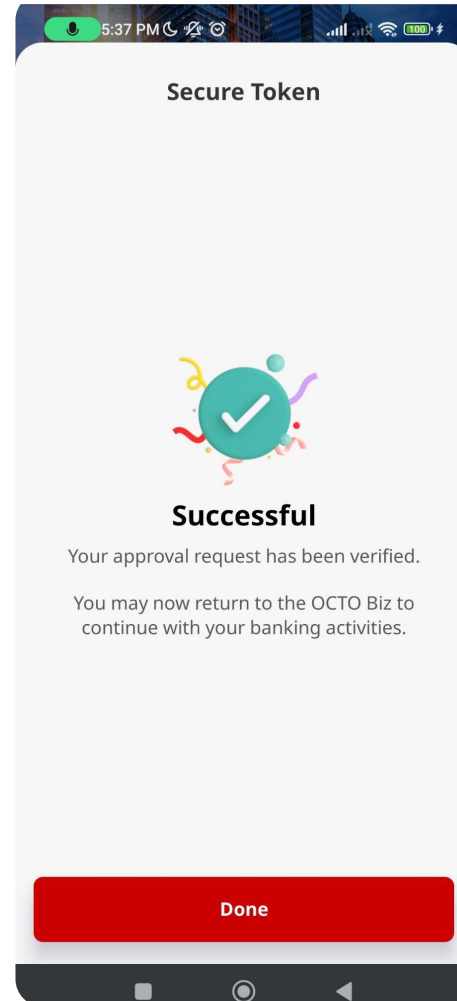 5:37 PM
100
Secure Token
Successful
Your approval request has been verified.
You may now return to the OCTO Biz to
continue with your banking activities.
Done